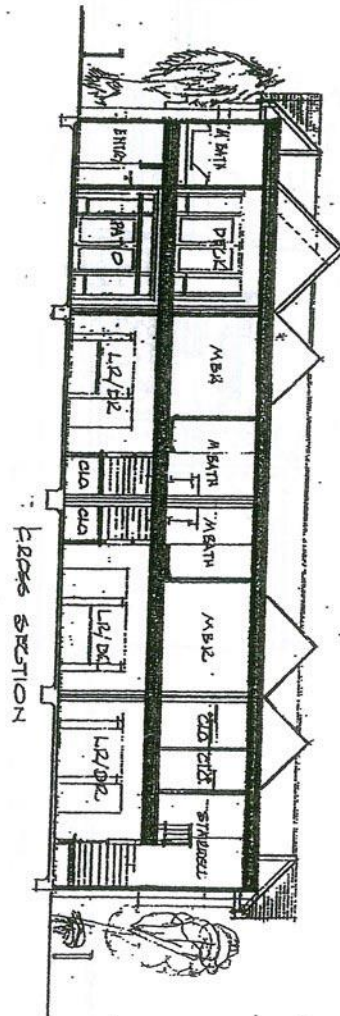 M BATH
DECK
MBR
M BATH
M BATH
MBR
CLO
CLO
STAIRWELL
ENTRY
PATIO
LR/DR
CLO
CLO
LR/DR
LR/DR
CROSS SECTION